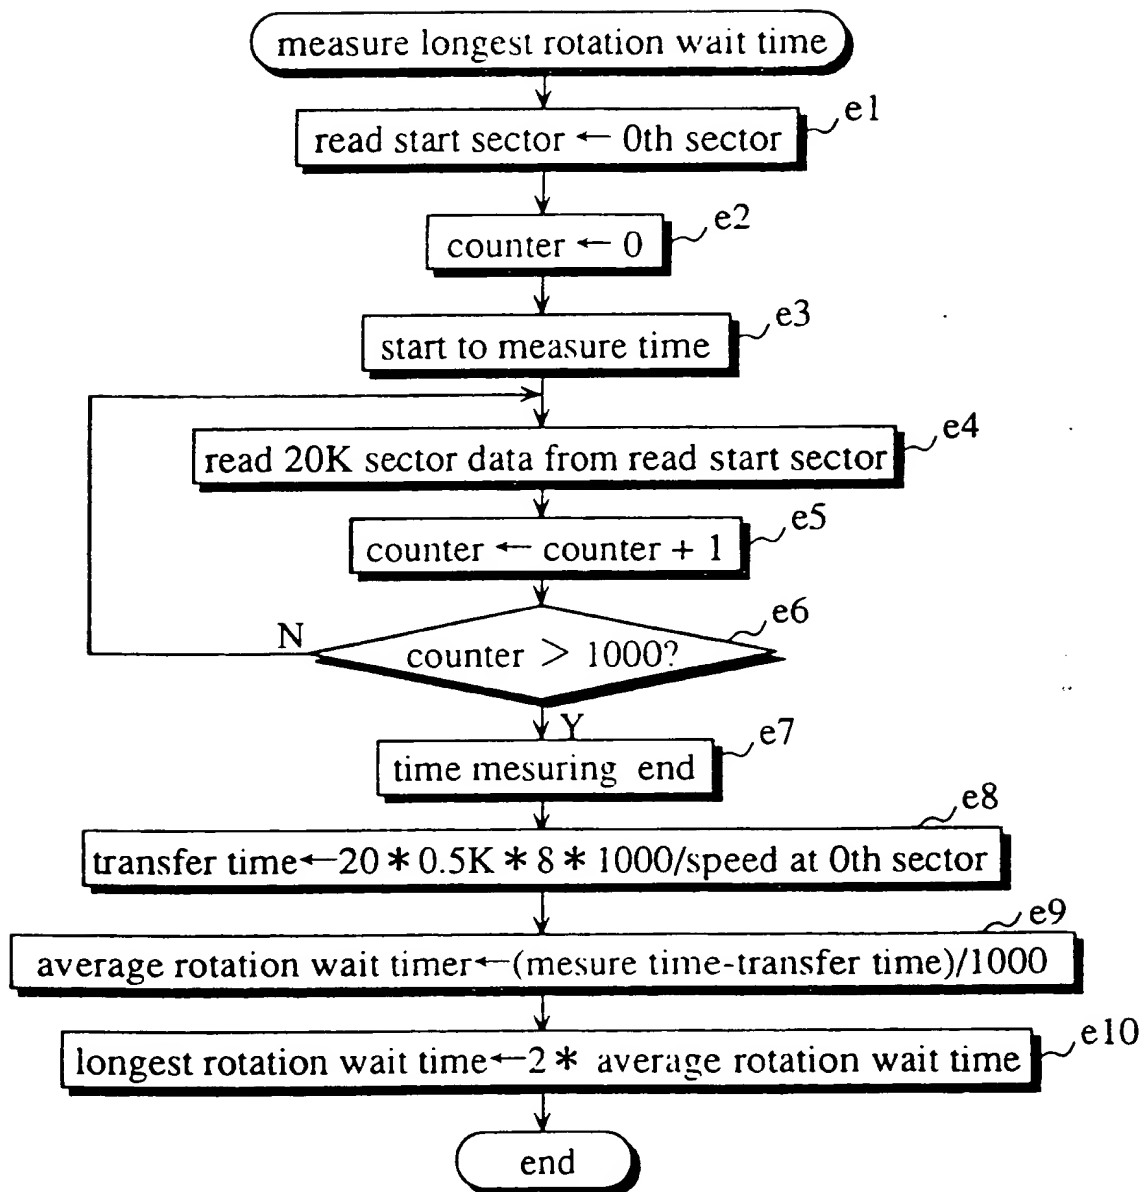 measure longest rotation wait time
read start sector ← 0th sector
e1
counter ← 0
e2
start to measure time
e3
read 20K sector data from read start sector
e4
counter ← counter + 1
e5
counter > 1000?
e6
N
Y
time mesuring end
e7
transfer time←20 * 0.5K * 8 * 1000/speed at 0th sector
e8
average rotation wait timer←(mesure time-transfer time)/1000
e9
longest rotation wait time←2 * average rotation wait time
e10
end